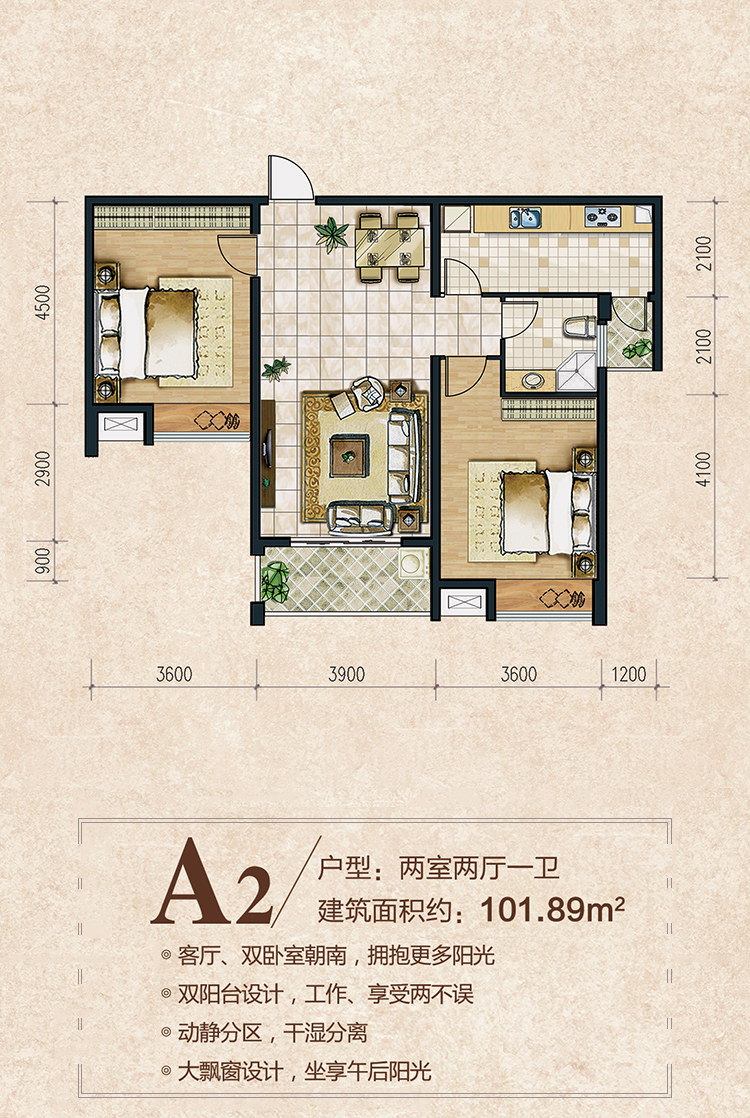 4500
2900
900
2100
2100
4100
3600
3900
3600
1200
A2
户型：两室两厅一卫
建筑面积约：101.89m²
客厅、双卧室朝南，拥抱更多阳光
双阳台设计，工作、享受两不误
动静分区，干湿分离
大飘窗设计，坐享午后阳光